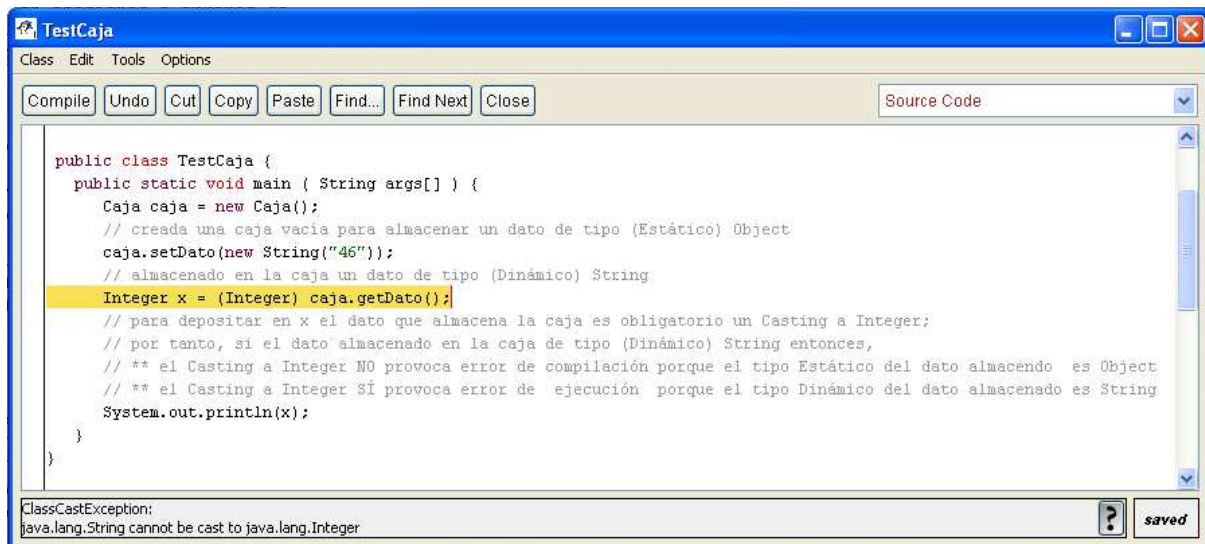 TestCaja
Class Edit Tools Options
Compile Undo Cut Copy Paste Find... Find Next Close Source Code
public class TestCaja {
public static void main ( String args[] ) {
Caja caja = new Caja();
// creada una caja vacía para almacenar un dato de tipo (Estático) Object
caja.setDato(new String("46"));
// almacenado en la caja un dato de tipo (Dinámico) String
Integer x = (Integer) caja.getDato();
// para depositar en x el dato que almacena la caja es obligatorio un Casting a Integer;
// por tanto, si el dato almacenado en la caja de tipo (Dinámico) String entonces,
// ** el Casting a Integer NO provoca error de compilación porque el tipo Estático del dato almacendo es Object
// ** el Casting a Integer SÍ provoca error de ejecución porque el tipo Dinámico del dato almacenado es String
System.out.println(x);
}
}
ClassCastException:
java.lang.String cannot be cast to java.lang.Integer
? saved